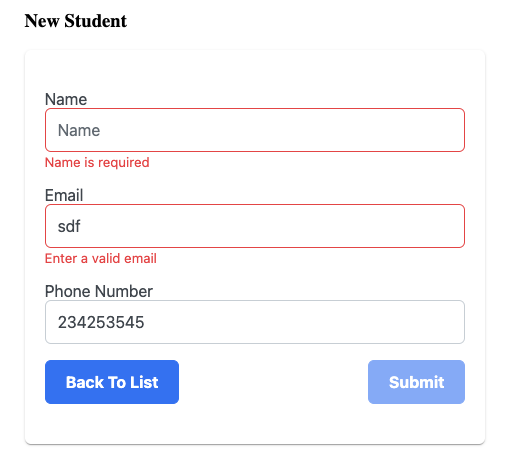 New Student
Name
Name
Name is required
Email
sdf
Enter a valid email
Phone Number
234253545
Back To List Submit